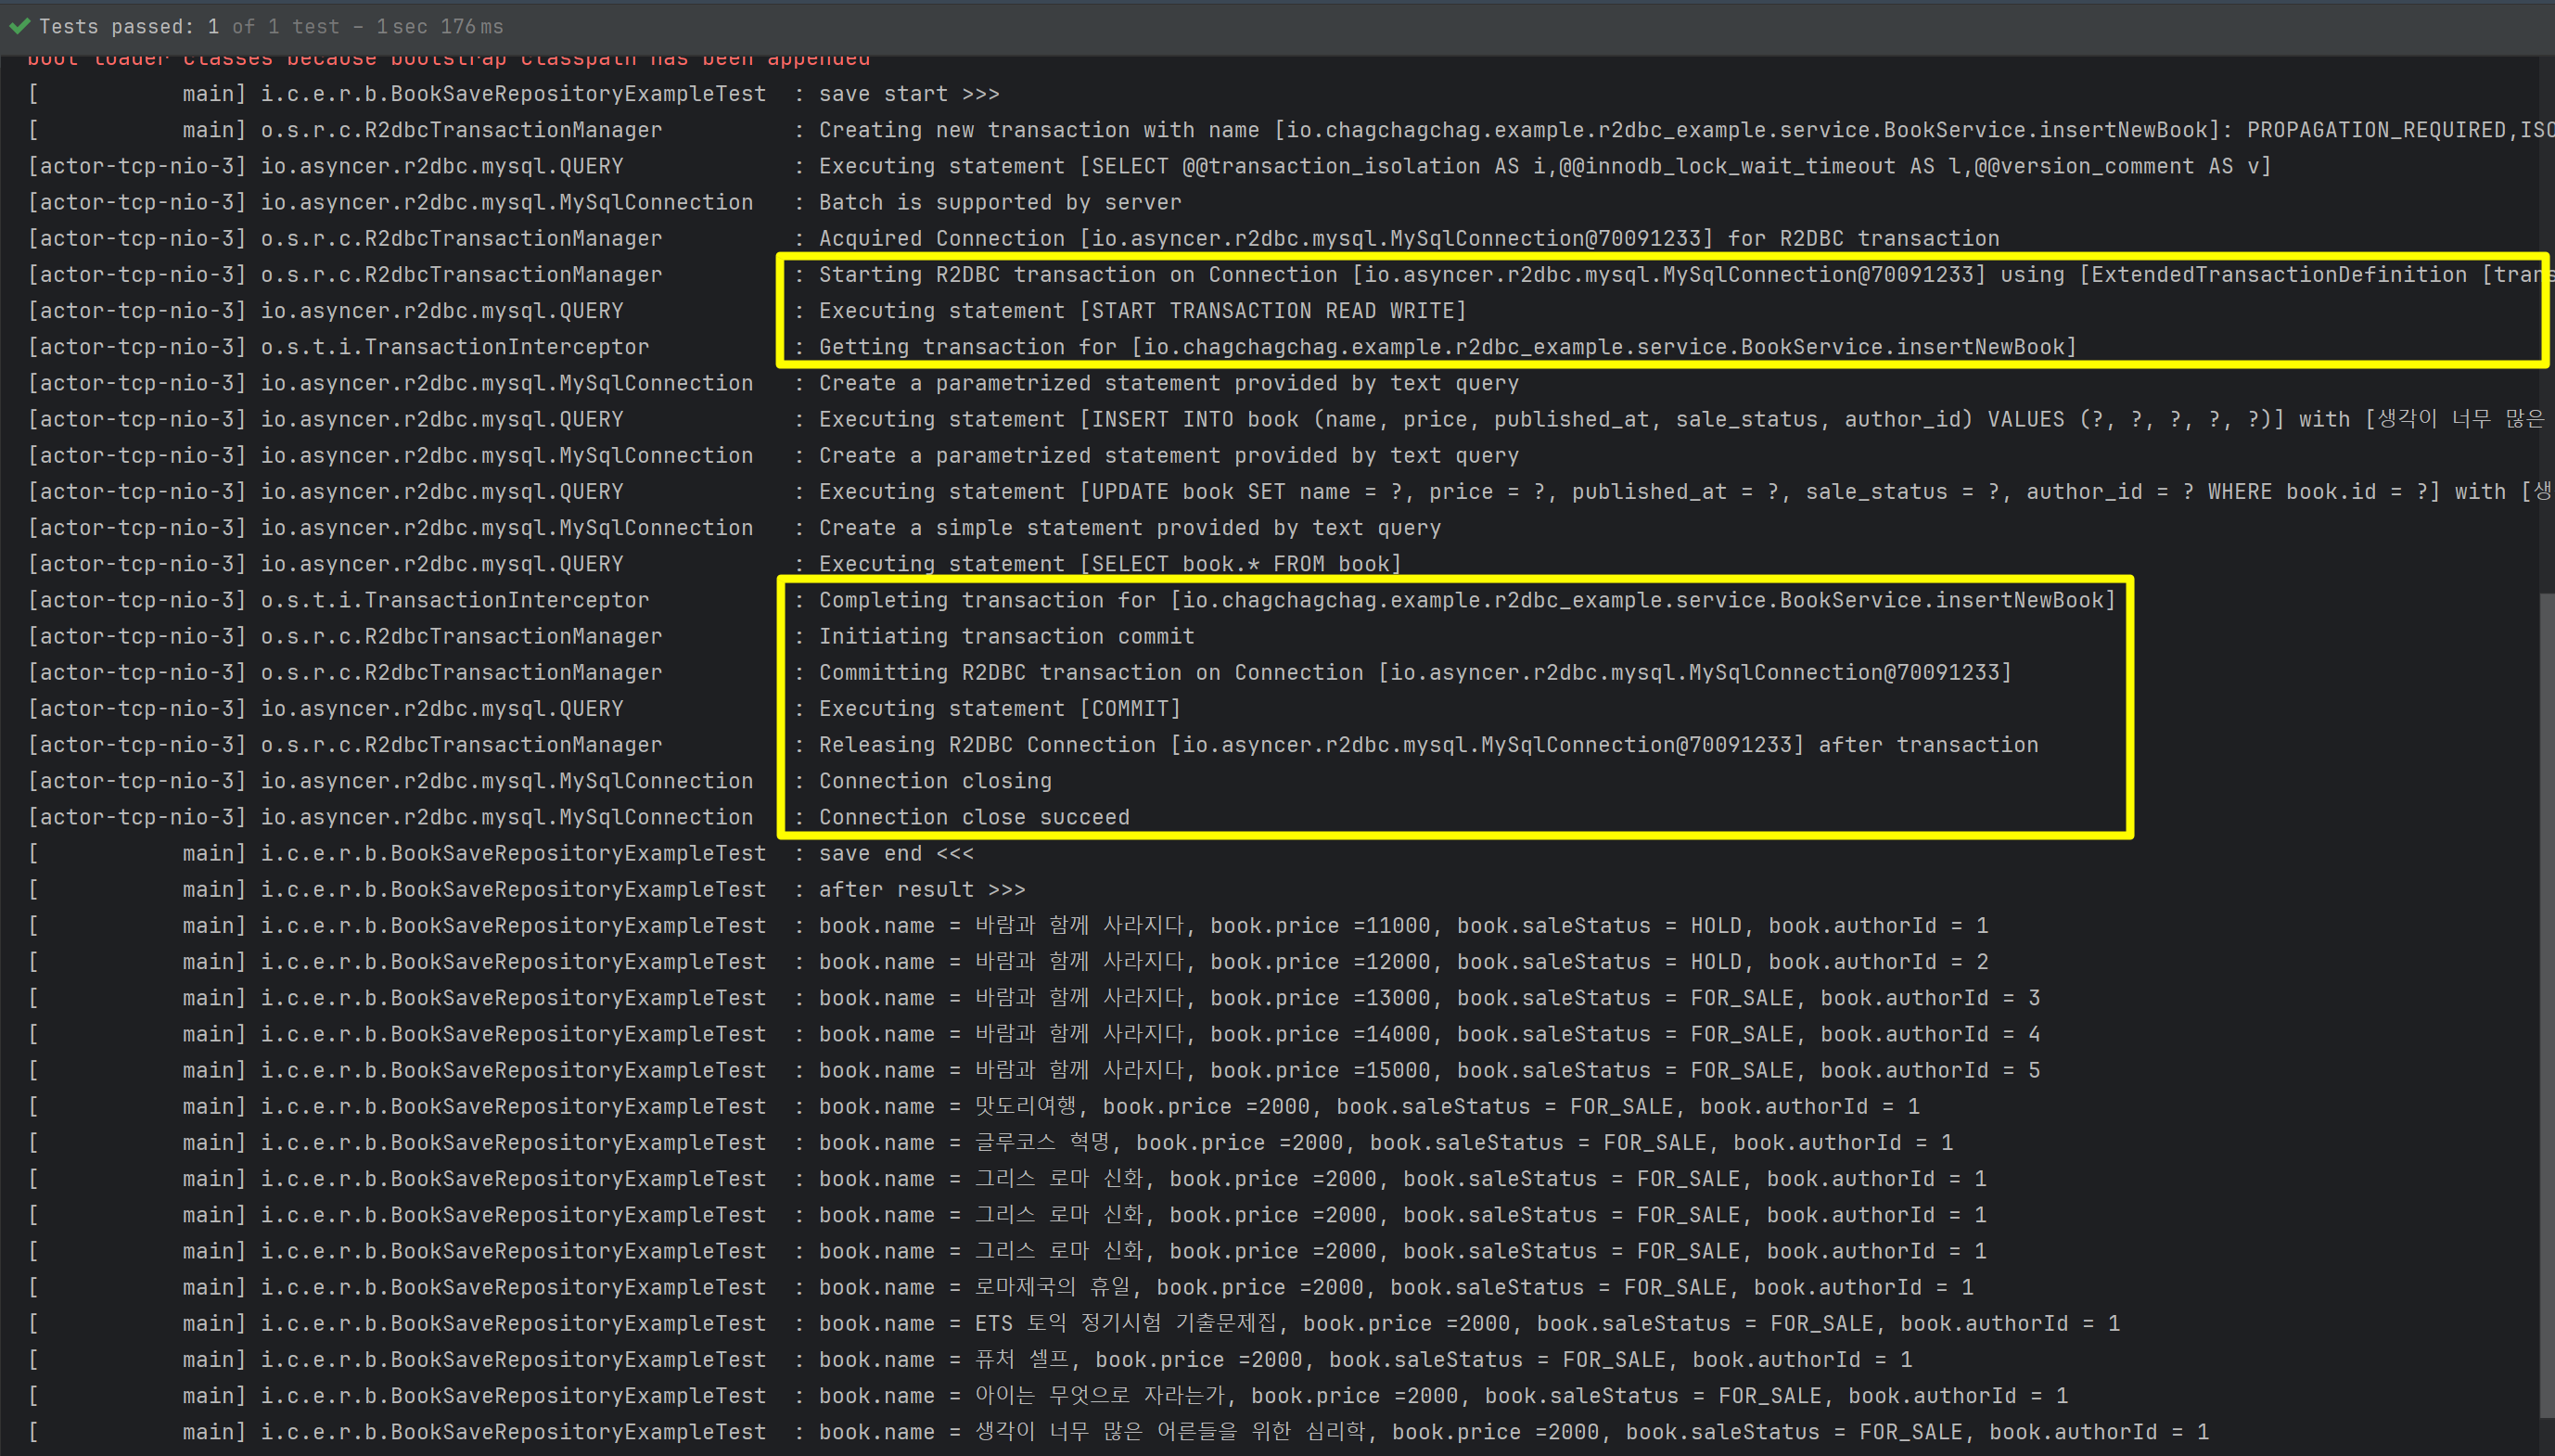 Tests passed: 1 of 1 test – 1 sec 176 ms
boot loader classes because bootstrap classpath has been appended
[           main] i.c.e.r.b.BookSaveRepositoryExampleTest  : save start >>>
[           main] o.s.r.c.R2dbcTransactionManager          : Creating new transaction with name [io.chagchagchag.example.r2dbc_example.service.BookService.insertNewBook]: PROPAGATION_REQUIRED,ISO
[actor-tcp-nio-3] io.asyncer.r2dbc.mysql.QUERY             : Executing statement [SELECT @@transaction_isolation AS i,@@innodb_lock_wait_timeout AS l,@@version_comment AS v]
[actor-tcp-nio-3] io.asyncer.r2dbc.mysql.MySqlConnection   : Batch is supported by server
[actor-tcp-nio-3] o.s.r.c.R2dbcTransactionManager          : Acquired Connection [io.asyncer.r2dbc.mysql.MySqlConnection@70091233] for R2DBC transaction
[actor-tcp-nio-3] o.s.r.c.R2dbcTransactionManager          : Starting R2DBC transaction on Connection [io.asyncer.r2dbc.mysql.MySqlConnection@70091233] using [ExtendedTransactionDefinition [trans
[actor-tcp-nio-3] io.asyncer.r2dbc.mysql.QUERY             : Executing statement [START TRANSACTION READ WRITE]
[actor-tcp-nio-3] o.s.t.i.TransactionInterceptor           : Getting transaction for [io.chagchagchag.example.r2dbc_example.service.BookService.insertNewBook]
[actor-tcp-nio-3] io.asyncer.r2dbc.mysql.MySqlConnection   : Create a parametrized statement provided by text query
[actor-tcp-nio-3] io.asyncer.r2dbc.mysql.QUERY             : Executing statement [INSERT INTO book (name, price, published_at, sale_status, author_id) VALUES (?, ?, ?, ?, ?)] with [생각이 너무 많은
[actor-tcp-nio-3] io.asyncer.r2dbc.mysql.MySqlConnection   : Create a parametrized statement provided by text query
[actor-tcp-nio-3] io.asyncer.r2dbc.mysql.QUERY             : Executing statement [UPDATE book SET name = ?, price = ?, published_at = ?, sale_status = ?, author_id = ? WHERE book.id = ?] with [생
[actor-tcp-nio-3] io.asyncer.r2dbc.mysql.MySqlConnection   : Create a simple statement provided by text query
[actor-tcp-nio-3] io.asyncer.r2dbc.mysql.QUERY             : Executing statement [SELECT book.* FROM book]
[actor-tcp-nio-3] o.s.t.i.TransactionInterceptor           : Completing transaction for [io.chagchagchag.example.r2dbc_example.service.BookService.insertNewBook]
[actor-tcp-nio-3] o.s.r.c.R2dbcTransactionManager          : Initiating transaction commit
[actor-tcp-nio-3] o.s.r.c.R2dbcTransactionManager          : Committing R2DBC transaction on Connection [io.asyncer.r2dbc.mysql.MySqlConnection@70091233]
[actor-tcp-nio-3] io.asyncer.r2dbc.mysql.QUERY             : Executing statement [COMMIT]
[actor-tcp-nio-3] o.s.r.c.R2dbcTransactionManager          : Releasing R2DBC Connection [io.asyncer.r2dbc.mysql.MySqlConnection@70091233] after transaction
[actor-tcp-nio-3] io.asyncer.r2dbc.mysql.MySqlConnection   : Connection closing
[actor-tcp-nio-3] io.asyncer.r2dbc.mysql.MySqlConnection   : Connection close succeed
[           main] i.c.e.r.b.BookSaveRepositoryExampleTest  : save end <<<
[           main] i.c.e.r.b.BookSaveRepositoryExampleTest  : after result >>>
[           main] i.c.e.r.b.BookSaveRepositoryExampleTest  : book.name = 바람과 함께 사라지다, book.price =11000, book.saleStatus = HOLD, book.authorId = 1
[           main] i.c.e.r.b.BookSaveRepositoryExampleTest  : book.name = 바람과 함께 사라지다, book.price =12000, book.saleStatus = HOLD, book.authorId = 2
[           main] i.c.e.r.b.BookSaveRepositoryExampleTest  : book.name = 바람과 함께 사라지다, book.price =13000, book.saleStatus = FOR_SALE, book.authorId = 3
[           main] i.c.e.r.b.BookSaveRepositoryExampleTest  : book.name = 바람과 함께 사라지다, book.price =14000, book.saleStatus = FOR_SALE, book.authorId = 4
[           main] i.c.e.r.b.BookSaveRepositoryExampleTest  : book.name = 바람과 함께 사라지다, book.price =15000, book.saleStatus = FOR_SALE, book.authorId = 5
[           main] i.c.e.r.b.BookSaveRepositoryExampleTest  : book.name = 맛도리여행, book.price =2000, book.saleStatus = FOR_SALE, book.authorId = 1
[           main] i.c.e.r.b.BookSaveRepositoryExampleTest  : book.name = 글루코스 혁명, book.price =2000, book.saleStatus = FOR_SALE, book.authorId = 1
[           main] i.c.e.r.b.BookSaveRepositoryExampleTest  : book.name = 그리스 로마 신화, book.price =2000, book.saleStatus = FOR_SALE, book.authorId = 1
[           main] i.c.e.r.b.BookSaveRepositoryExampleTest  : book.name = 그리스 로마 신화, book.price =2000, book.saleStatus = FOR_SALE, book.authorId = 1
[           main] i.c.e.r.b.BookSaveRepositoryExampleTest  : book.name = 그리스 로마 신화, book.price =2000, book.saleStatus = FOR_SALE, book.authorId = 1
[           main] i.c.e.r.b.BookSaveRepositoryExampleTest  : book.name = 로마제국의 휴일, book.price =2000, book.saleStatus = FOR_SALE, book.authorId = 1
[           main] i.c.e.r.b.BookSaveRepositoryExampleTest  : book.name = ETS 토익 정기시험 기출문제집, book.price =2000, book.saleStatus = FOR_SALE, book.authorId = 1
[           main] i.c.e.r.b.BookSaveRepositoryExampleTest  : book.name = 퓨처 셀프, book.price =2000, book.saleStatus = FOR_SALE, book.authorId = 1
[           main] i.c.e.r.b.BookSaveRepositoryExampleTest  : book.name = 아이는 무엇으로 자라는가, book.price =2000, book.saleStatus = FOR_SALE, book.authorId = 1
[           main] i.c.e.r.b.BookSaveRepositoryExampleTest  : book.name = 생각이 너무 많은 어른들을 위한 심리학, book.price =2000, book.saleStatus = FOR_SALE, book.authorId = 1